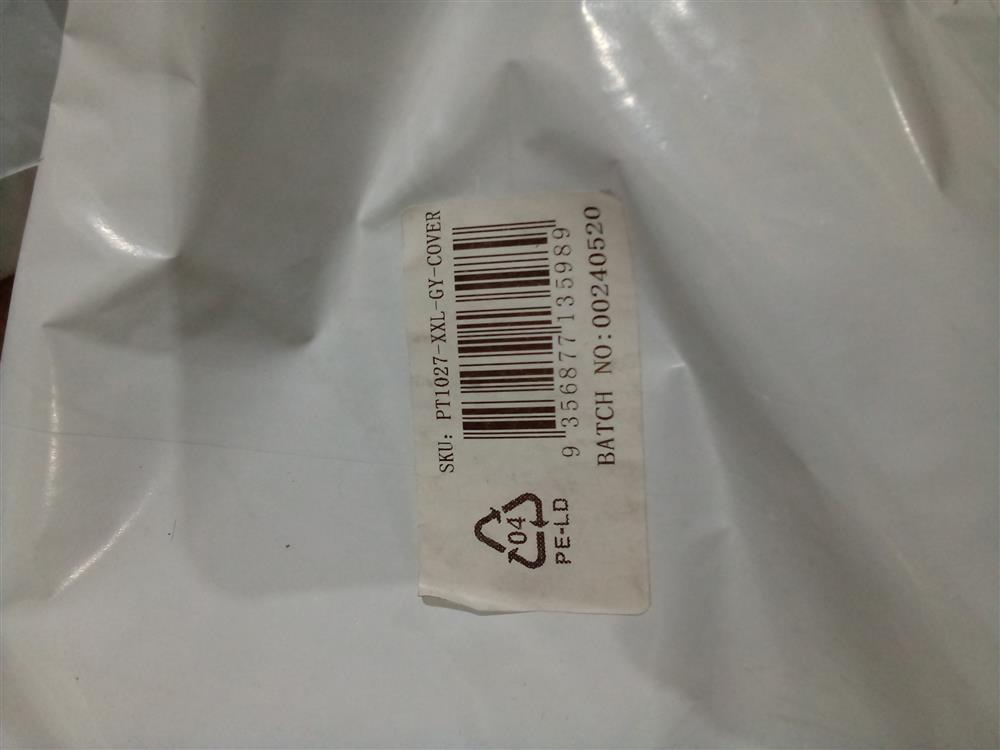 SKU: PT1027-XXL-GY-COVER
9 356877 135989
BATCH NO:00240520
04
PE-LD